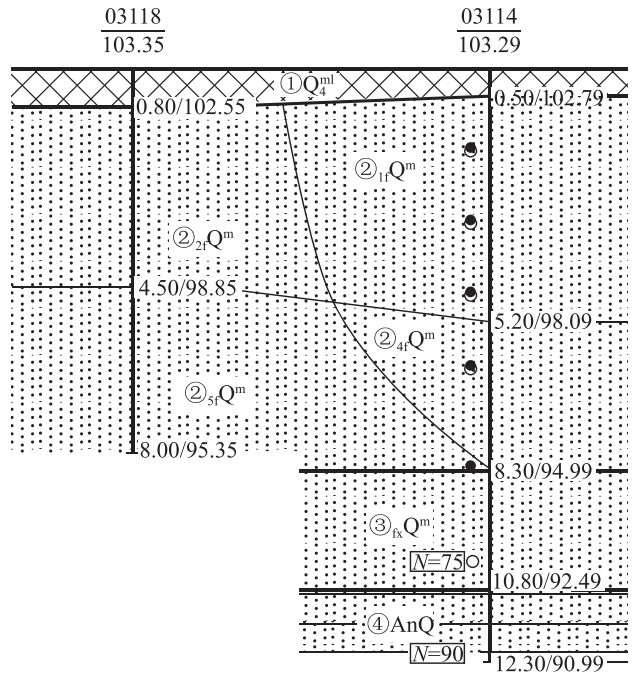 03118
103.35
03114
103.29
①Q₄ᵐˡ
0.80/102.55
0.50/102.79
②₁fQᵐ
②₂fQᵐ
4.50/98.85
5.20/98.09
②₄fQᵐ
②₅fQᵐ
8.00/95.35
8.30/94.99
③fxQᵐ
N=75
10.80/92.49
④AnQ
N=90
12.30/90.99